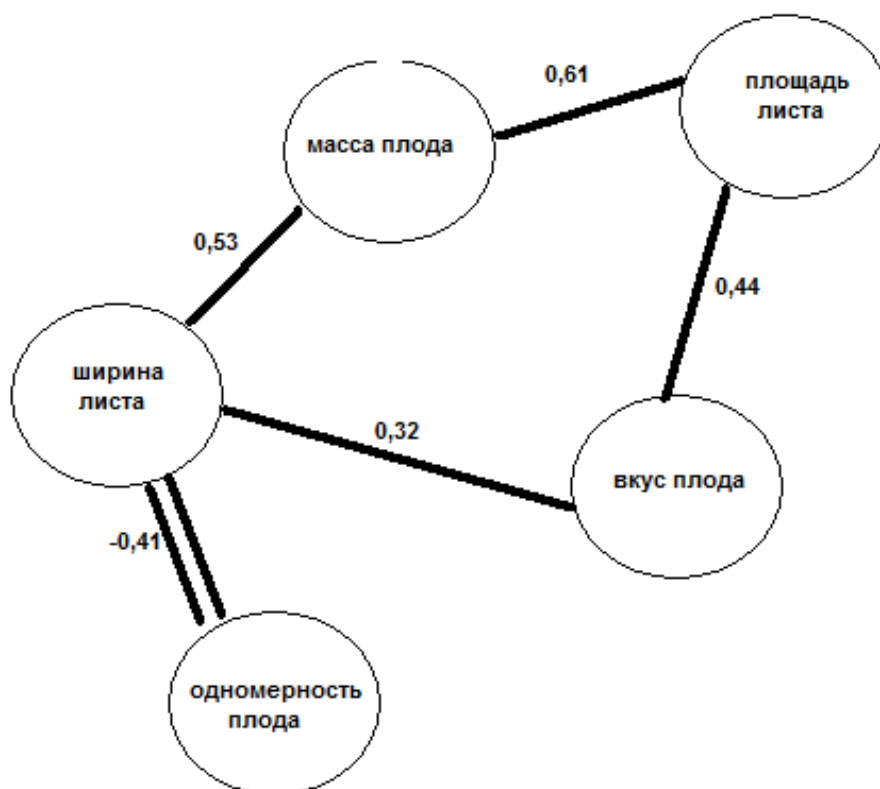 0,61
площадь
листа
масса плода
0,53
0,44
ширина
листа
0,32
вкус плода
-0,41
одномерность
плода